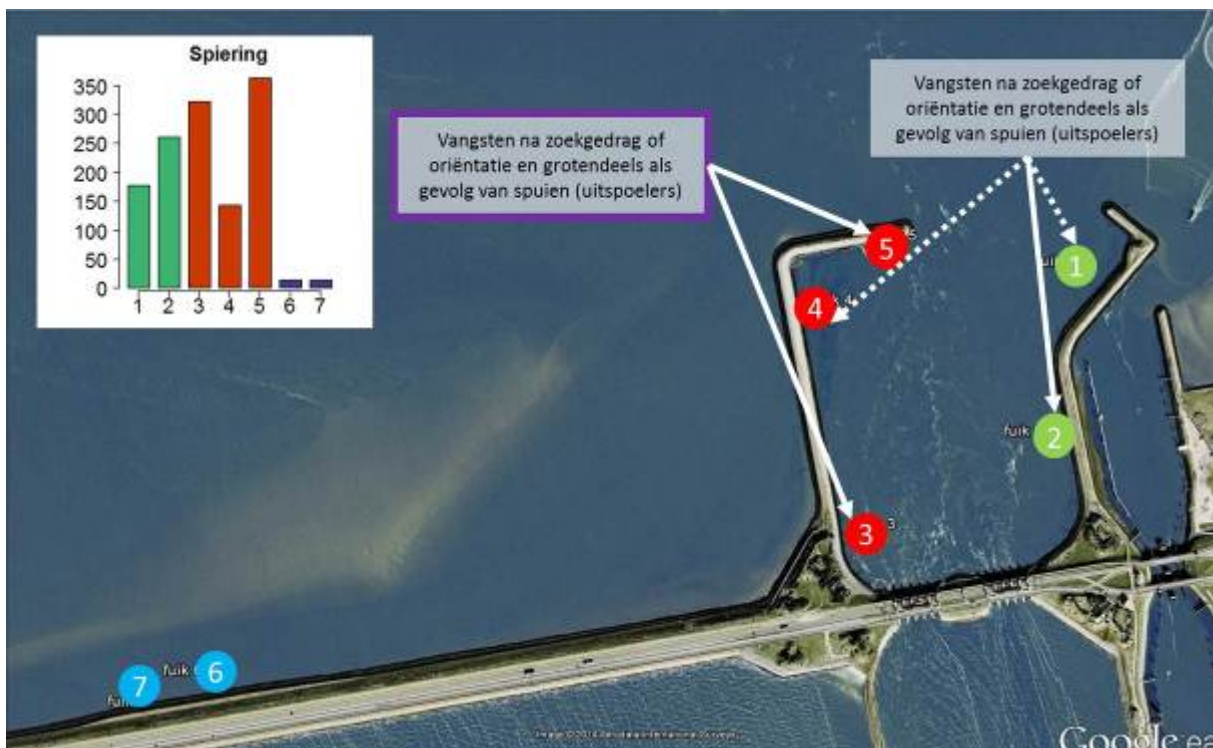 Spiering
350
300
250
200
150
100
50
0
1 2 3 4 5 6 7
Vangsten na zoekgedrag of
oriëntatie en grotendeels als
gevolg van spuien (uitspoelers)
Vangsten na zoekgedrag of
oriëntatie en grotendeels als
gevolg van spuien (uitspoelers)
5
1
4
fuik 2
3 3
fuik 6
7
Google ea